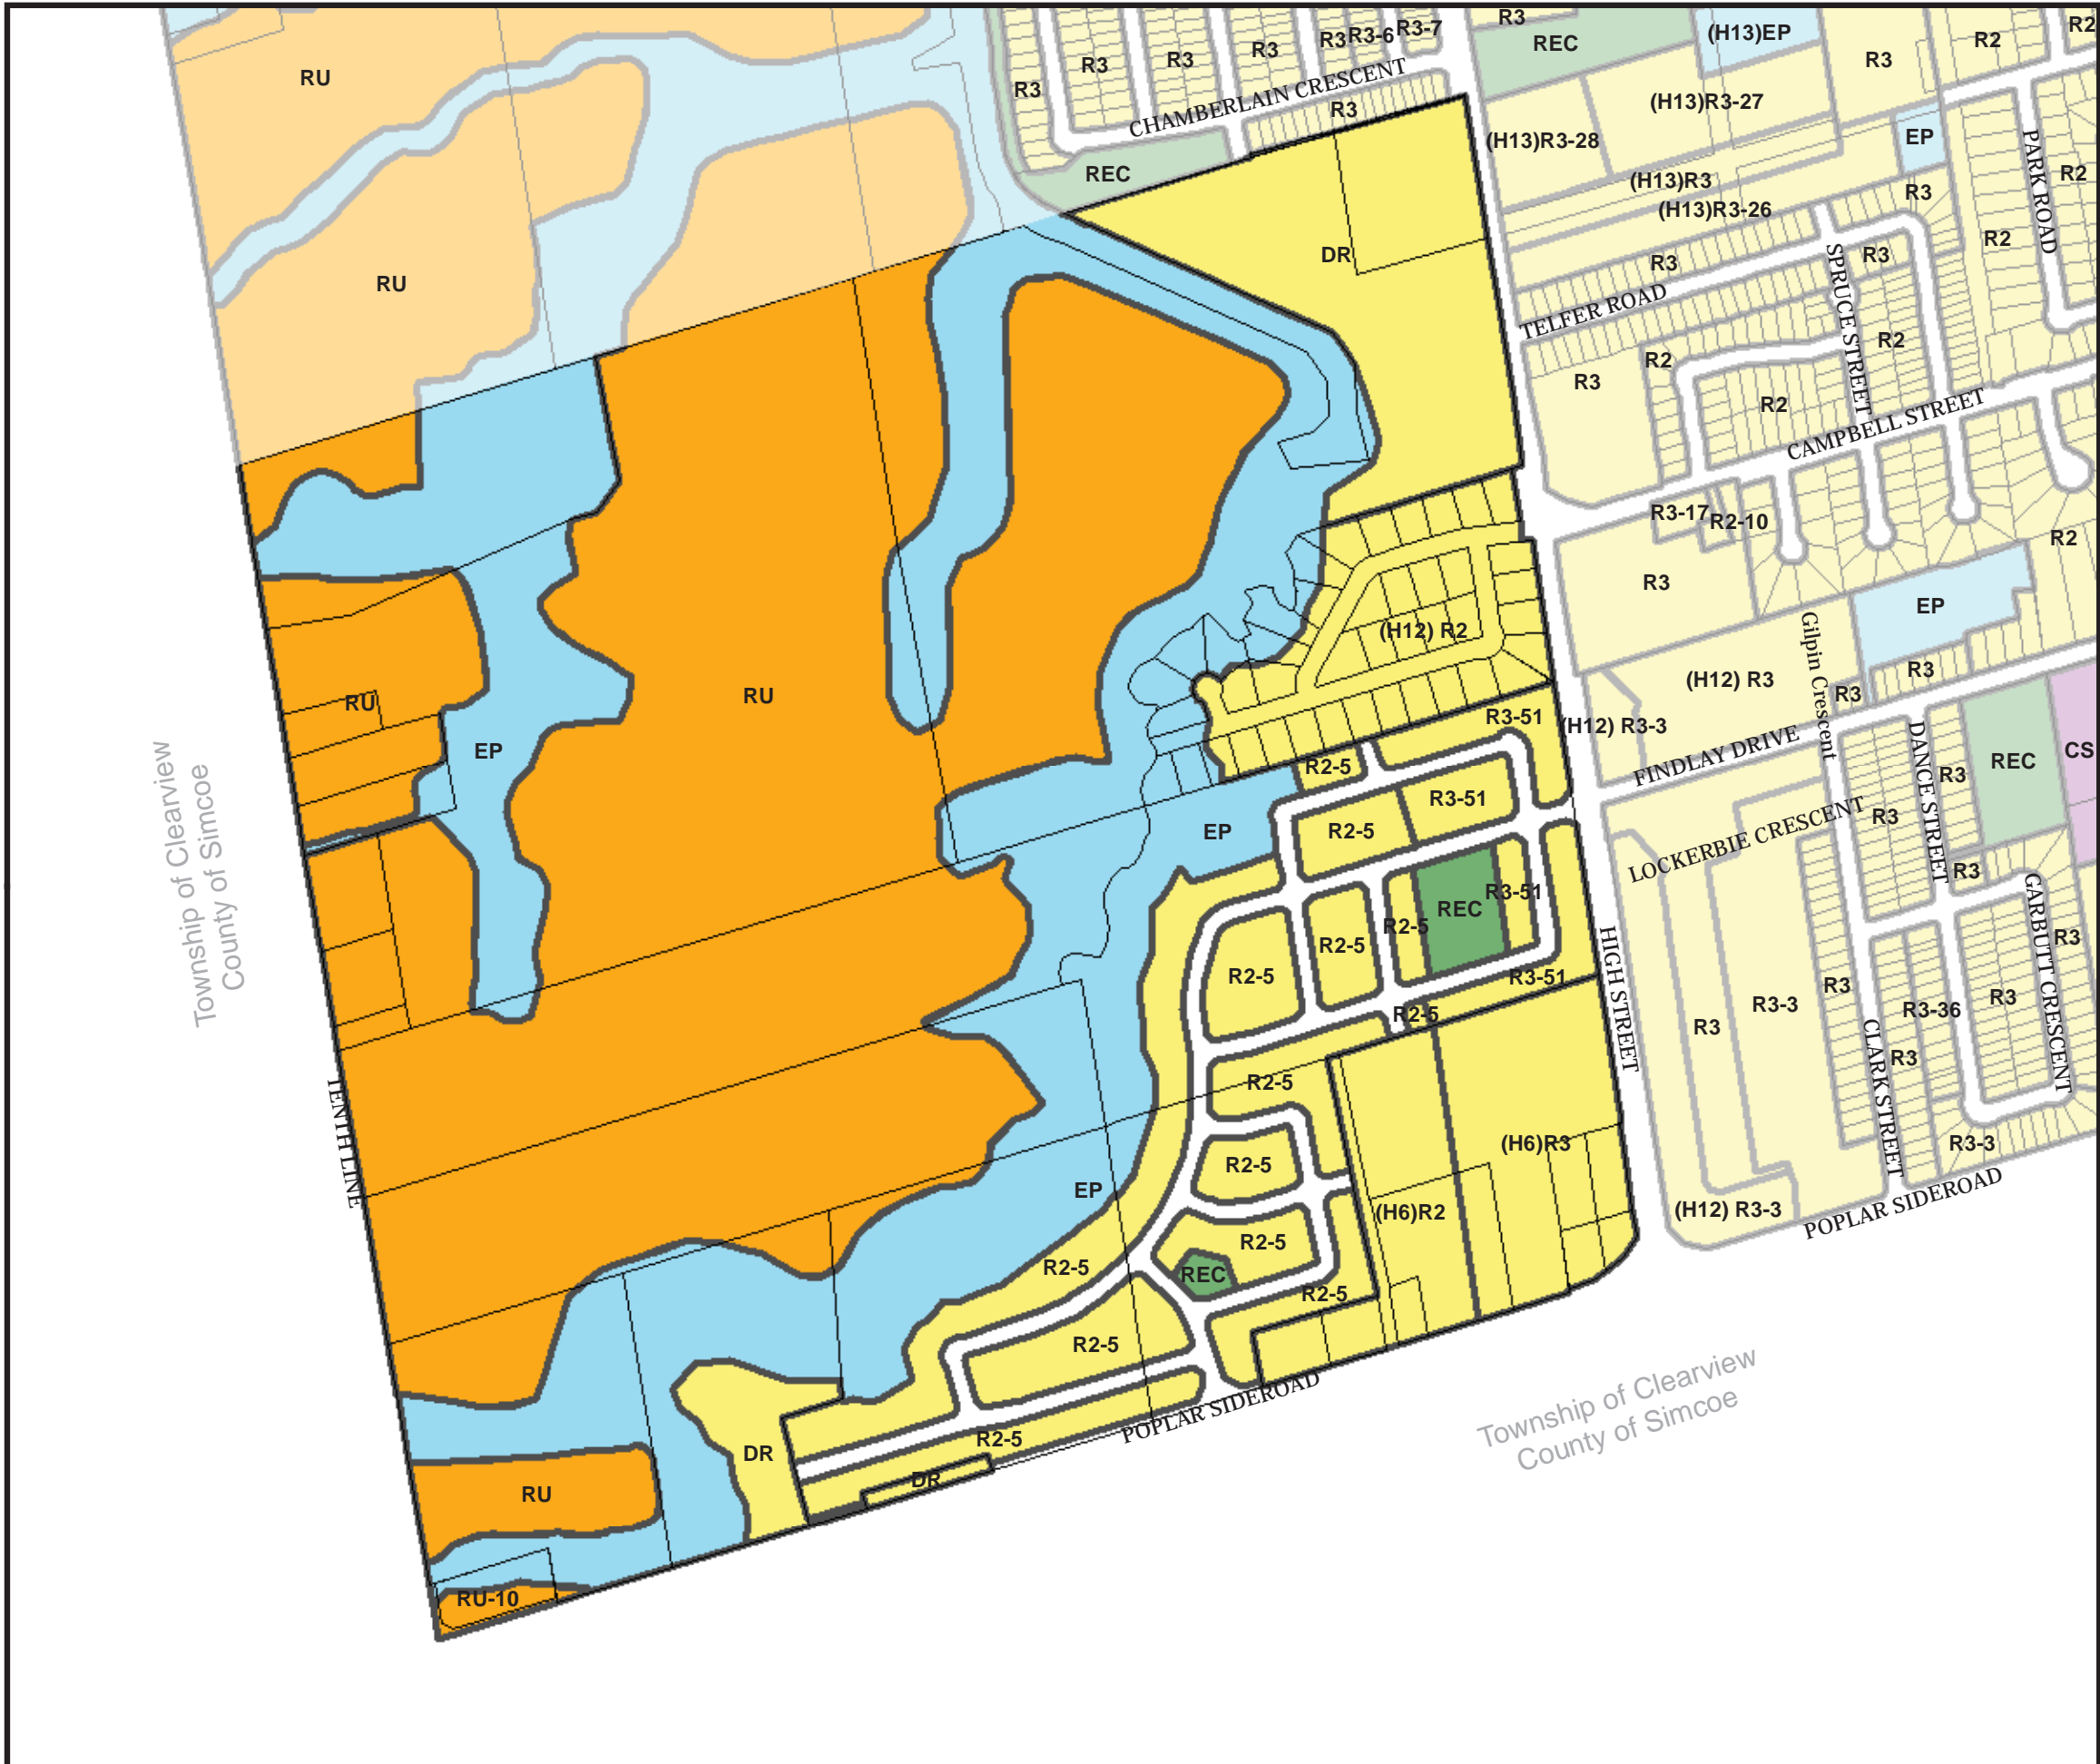 R3
R2
R2
REC
(H13)EP
R3
R3-6
R3-7
R3
R3
R3
R3
R3
RU
R3
CHAMBERLAIN CRESCENT
R3
(H13)R3-27
(H13)R3-28
EP
PARK ROAD
REC
R2
(H13)R3
R3
(H13)R3-26
R2
DR
R3
R3
SPRUCE STREET
RU
TELFER ROAD
R2
R2
R3
R2
CAMPBELL STREET
R3-17
R2-10
R2
R3
EP
(H12) R2
Gilpin Crescent
R3
(H12) R3
R3
RU
RU
R3-51
(H12) R3-3
DANCE STREET
EP
FINDLAY DRIVE
REC
CS
R2-5
R3
R3-51
LOCKERBIE CRESCENT
R3
EP
R2-5
Township of Clearview
County of Simcoe
R3
R3-51
REC
R2-5
GARBUTT CRESCENT
R3
R2-5
R2-5
R3-51
HIGH STREET
R3
R3-3
R3
R3-36
R2-5
R3
R3
CLARK STREET
R2-5
TENTH LINE
(H6)R3
R3-3
R2-5
EP
(H6)R2
(H12) R3-3
POPLAR SIDEROAD
R2-5
R2-5
REC
R2-5
R2-5
POPLAR SIDEROAD
Township of Clearview
County of Simcoe
R2-5
DR
DR
RU
RU-10